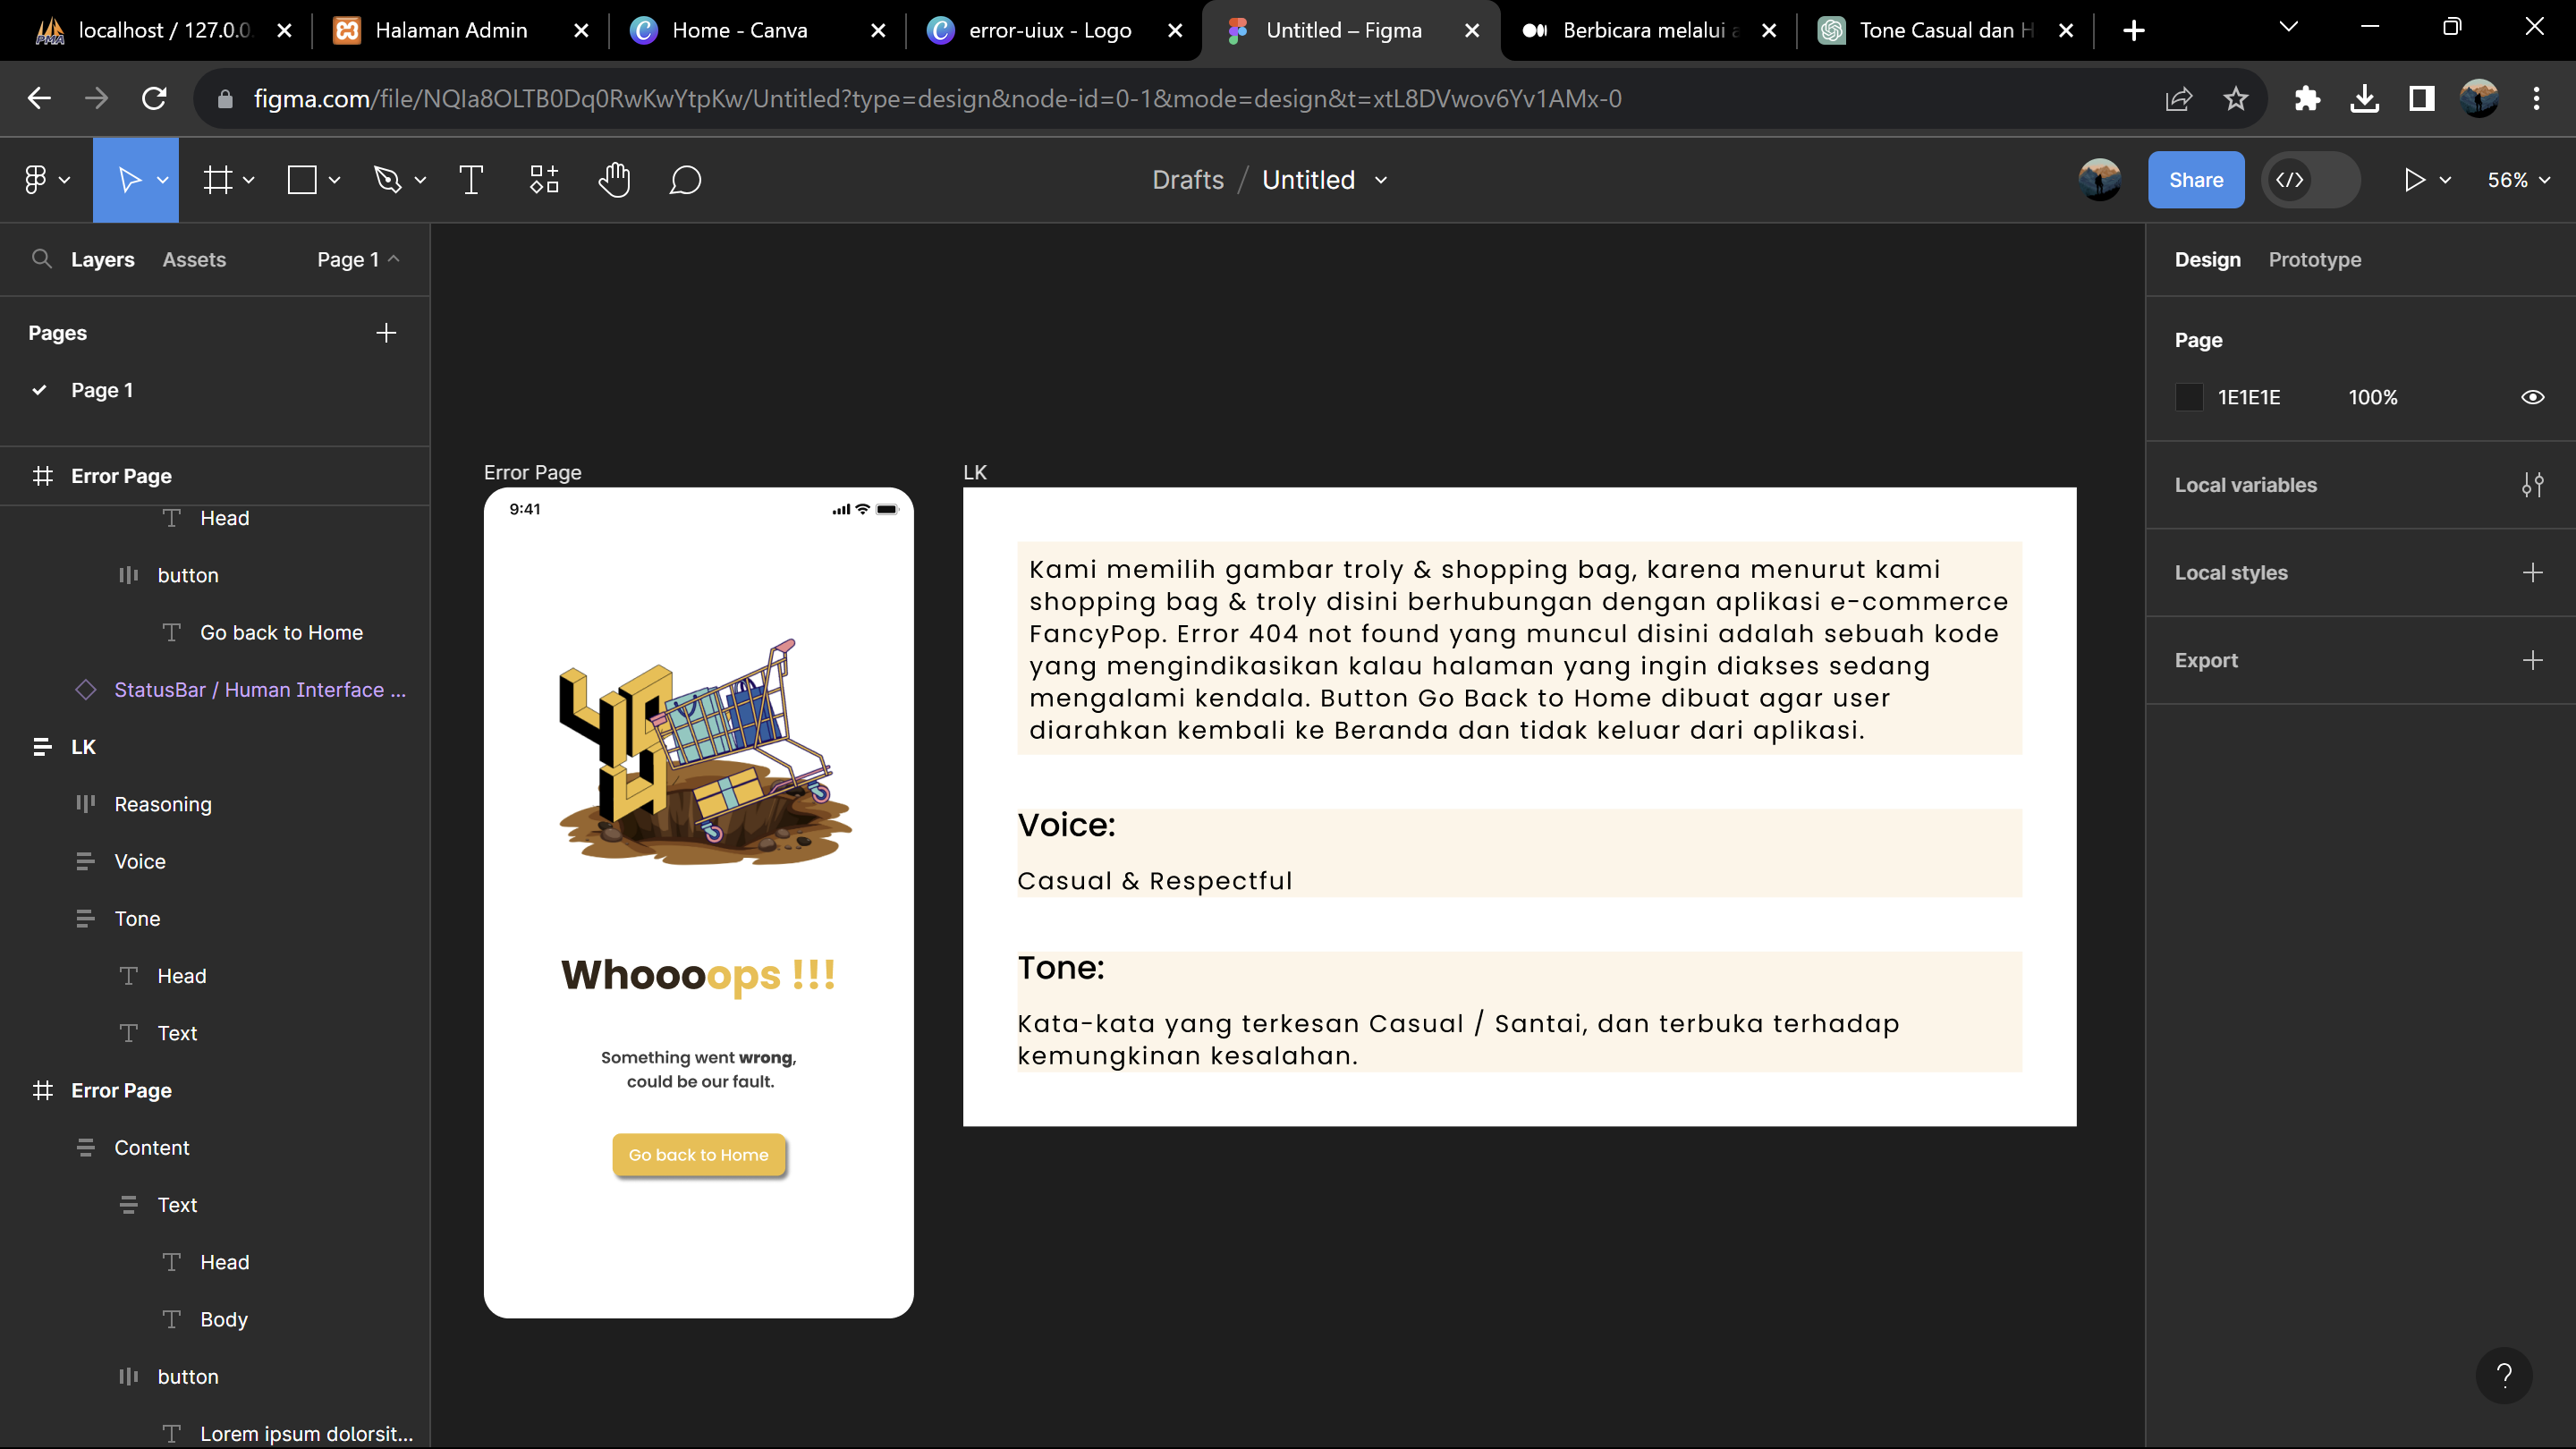 localhost / 127.0.0.
Halaman Admin
Home - Canva
error-uiux - Logo
Untitled – Figma
Berbicara melalui a
Tone Casual dan H
figma.com/file/NQIa8OLTB0Dq0RwKwYtpKw/Untitled?type=design&node-id=0-1&mode=design&t=xtL8DVwov6Yv1AMx-0
Drafts / Untitled
Share
56%
Layers
Assets
Page 1
Pages
Page 1
Error Page
Head
button
Go back to Home
StatusBar / Human Interface ...
LK
Reasoning
Voice
Tone
Head
Text
Error Page
Content
Text
Head
Body
button
Lorem ipsum dolorsit...
Error Page
9:41
404
Whoooops !!!
Something went wrong,
could be our fault.
Go back to Home
LK
Kami memilih gambar troly & shopping bag, karena menurut kami
shopping bag & troly disini berhubungan dengan aplikasi e-commerce
FancyPop. Error 404 not found yang muncul disini adalah sebuah kode
yang mengindikasikan kalau halaman yang ingin diakses sedang
mengalami kendala. Button Go Back to Home dibuat agar user
diarahkan kembali ke Beranda dan tidak keluar dari aplikasi.
Voice:
Casual & Respectful
Tone:
Kata-kata yang terkesan Casual / Santai, dan terbuka terhadap
kemungkinan kesalahan.
Design
Prototype
Page
1E1E1E
100%
Local variables
Local styles
Export
?